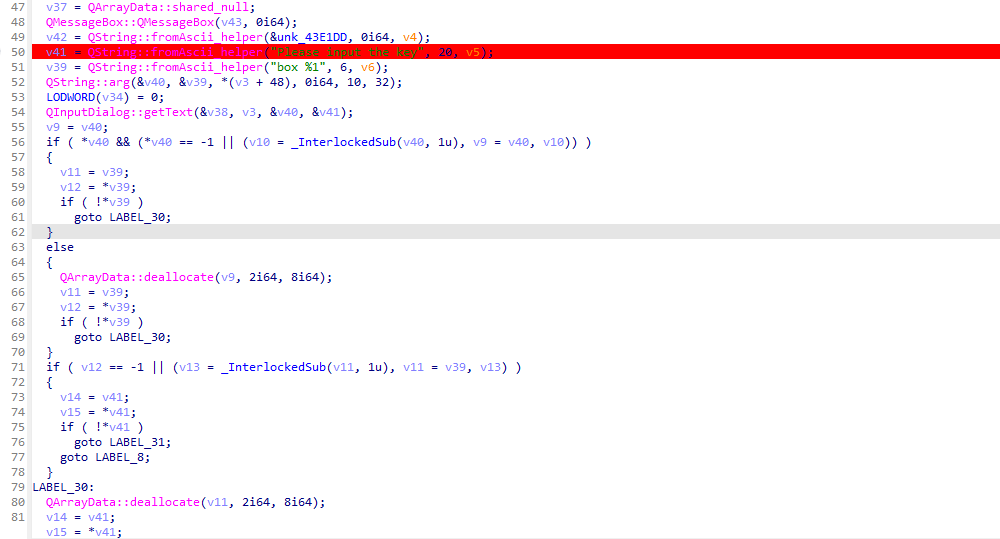 47 v37 = QArrayData::shared_null;
48 QMessageBox::QMessageBox(v43, 0i64);
49 v42 = QString::fromAscii_helper(&unk_43E1DD, 0i64, v4);
50 v41 = QString::fromAscii_helper("Please input the key", 20, v5);
51 v39 = QString::fromAscii_helper("box %1", 6, v6);
52 QString::arg(&v40, &v39, *(v3 + 48), 0i64, 10, 32);
53 LODWORD(v34) = 0;
54 QInputDialog::getText(&v38, v3, &v40, &v41);
55 v9 = v40;
56 if ( *v40 && (*v40 == -1 || (v10 = _InterlockedSub(v40, 1u), v9 = v40, v10)) )
57 {
58 v11 = v39;
59 v12 = *v39;
60 if ( !*v39 )
61 goto LABEL_30;
62 }
63 else
64 {
65 QArrayData::deallocate(v9, 2i64, 8i64);
66 v11 = v39;
67 v12 = *v39;
68 if ( !*v39 )
69 goto LABEL_30;
70 }
71 if ( v12 == -1 || (v13 = _InterlockedSub(v11, 1u), v11 = v39, v13) )
72 {
73 v14 = v41;
74 v15 = *v41;
75 if ( !*v41 )
76 goto LABEL_31;
77 goto LABEL_8;
78 }
79 LABEL_30:
80 QArrayData::deallocate(v11, 2i64, 8i64);
81 v14 = v41;
v15 = *v41;